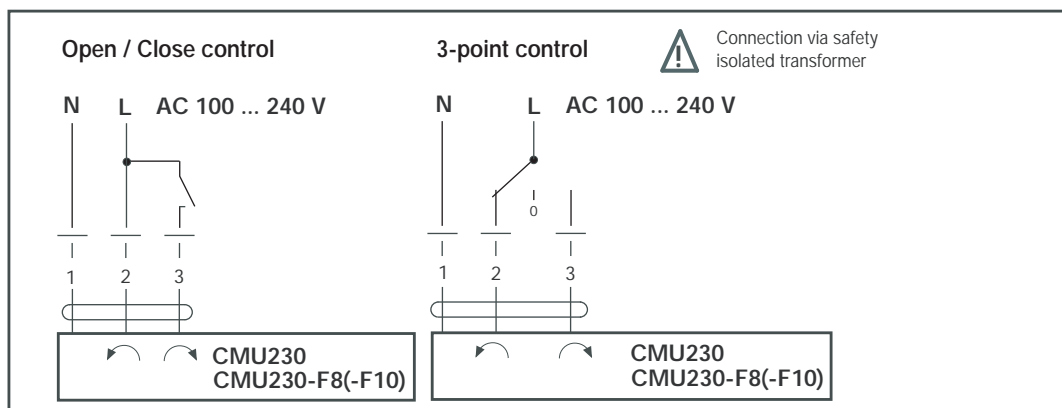 Open / Close control
N L AC 100 ... 240 V
1 2 3
CMU230
CMU230-F8(-F10)
3-point control
N L AC 100 ... 240 V
0
1 2 3
CMU230
CMU230-F8(-F10)
Connection via safety
isolated transformer